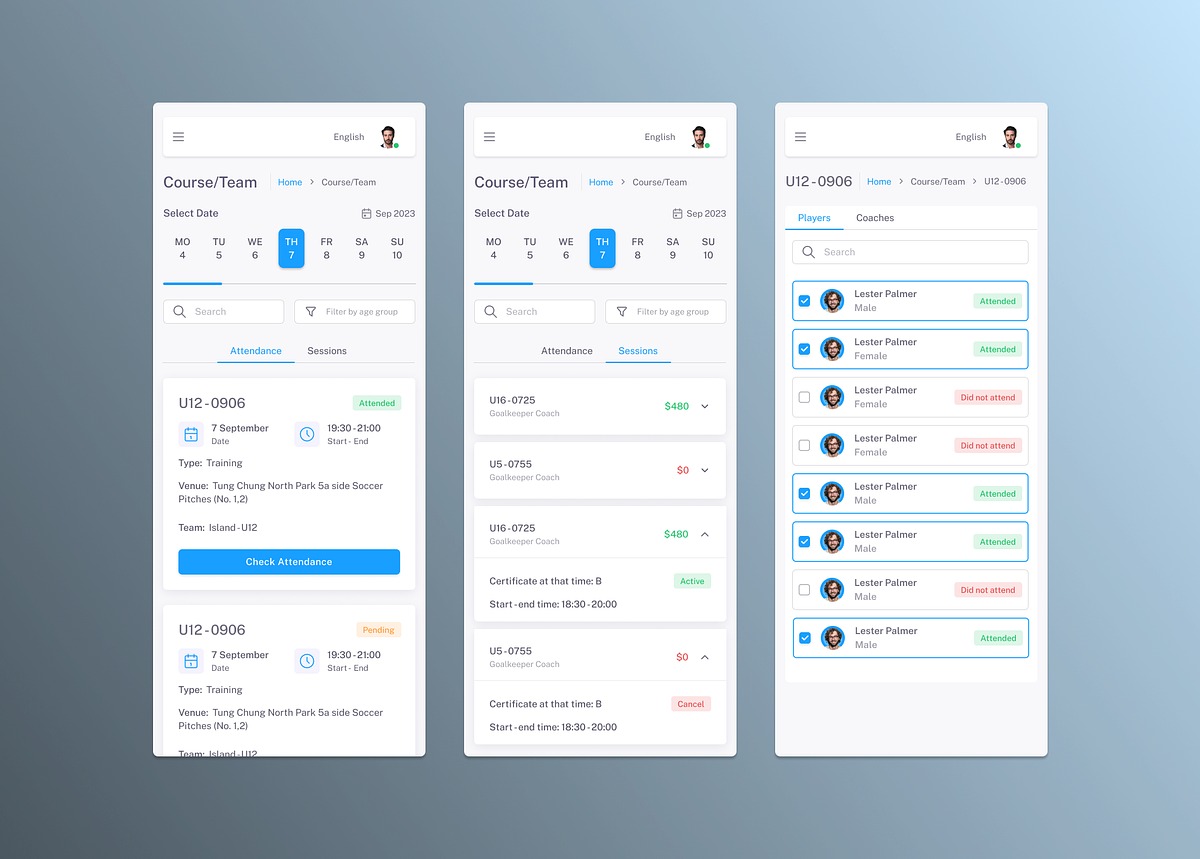 English
Course/Team
Home > Course/Team
Select Date
Sep 2023
MO TU WE TH FR SA SU
4 5 6 7 8 9 10
Search
Filter by age group
Attendance Sessions
U12-0906
Attended
7 September
Date
19:30-21:00
Start- End
Type: Training
Venue: Tung Chung North Park 5a side Soccer
Pitches (No. 1,2)
Team: Island-U12
Check Attendance
U12-0906
Pending
7 September
Date
19:30-21:00
Start- End
Type: Training
Venue: Tung Chung North Park 5a side Soccer
Pitches (No. 1,2)
Team: Island-U12
English
Course/Team
Home > Course/Team
Select Date
Sep 2023
MO TU WE TH FR SA SU
4 5 6 7 8 9 10
Search
Filter by age group
Attendance Sessions
U16-0725
Goalkeeper Coach
$480
U5-0755
Goalkeeper Coach
$0
U16-0725
Goalkeeper Coach
$480
Certificate at that time: B
Active
Start-end time: 18:30-20:00
U5-0755
Goalkeeper Coach
$0
Certificate at that time: B
Cancel
Start-end time: 18:30-20:00
English
U12-0906
Home > Course/Team > U12-0906
Players Coaches
Search
Lester Palmer
Male
Attended
Lester Palmer
Female
Attended
Lester Palmer
Female
Did not attend
Lester Palmer
Female
Did not attend
Lester Palmer
Male
Attended
Lester Palmer
Male
Attended
Lester Palmer
Male
Did not attend
Lester Palmer
Male
Attended